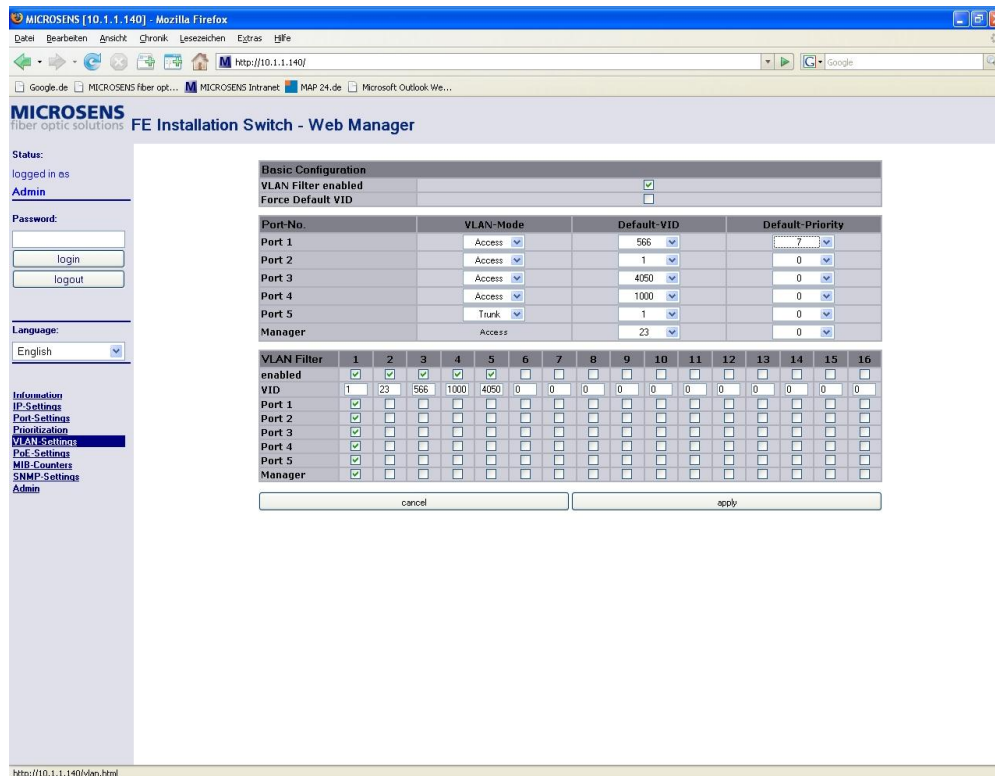 MICROSENS [10.1.1.140] - Mozilla Firefox
Datei Bearbeiten Ansicht Chronik Lesezeichen Extras Hilfe
M http://10.1.1.140/ G Google
Google.de MICROSENS fiber opt... M MICROSENS Intranet MAP 24.de Microsoft Outlook We...
MICROSENS
fiber optic solutions FE Installation Switch - Web Manager
Status:
logged in as
Admin
Password:
login
logout
Language:
English
Information
IP-Settings
Port-Settings
Prioritization
VLAN-Settings
PoE-Settings
MIB-Counters
SNMP-Settings
Admin
Basic Configuration
VLAN Filter enabled
Force Default VID
Port-No. VLAN-Mode Default-VID Default-Priority
Port 1 Access 566 7
Port 2 Access 1 0
Port 3 Access 4050 0
Port 4 Access 1000 0
Port 5 Trunk 1 0
Manager Access 23 0
VLAN Filter 1 2 3 4 5 6 7 8 9 10 11 12 13 14 15 16
enabled
VID 1 23 566 1000 4050 0 0 0 0 0 0 0 0 0 0 0
Port 1
Port 2
Port 3
Port 4
Port 5
Manager
cancel apply
http://10.1.1.140/vlan.html